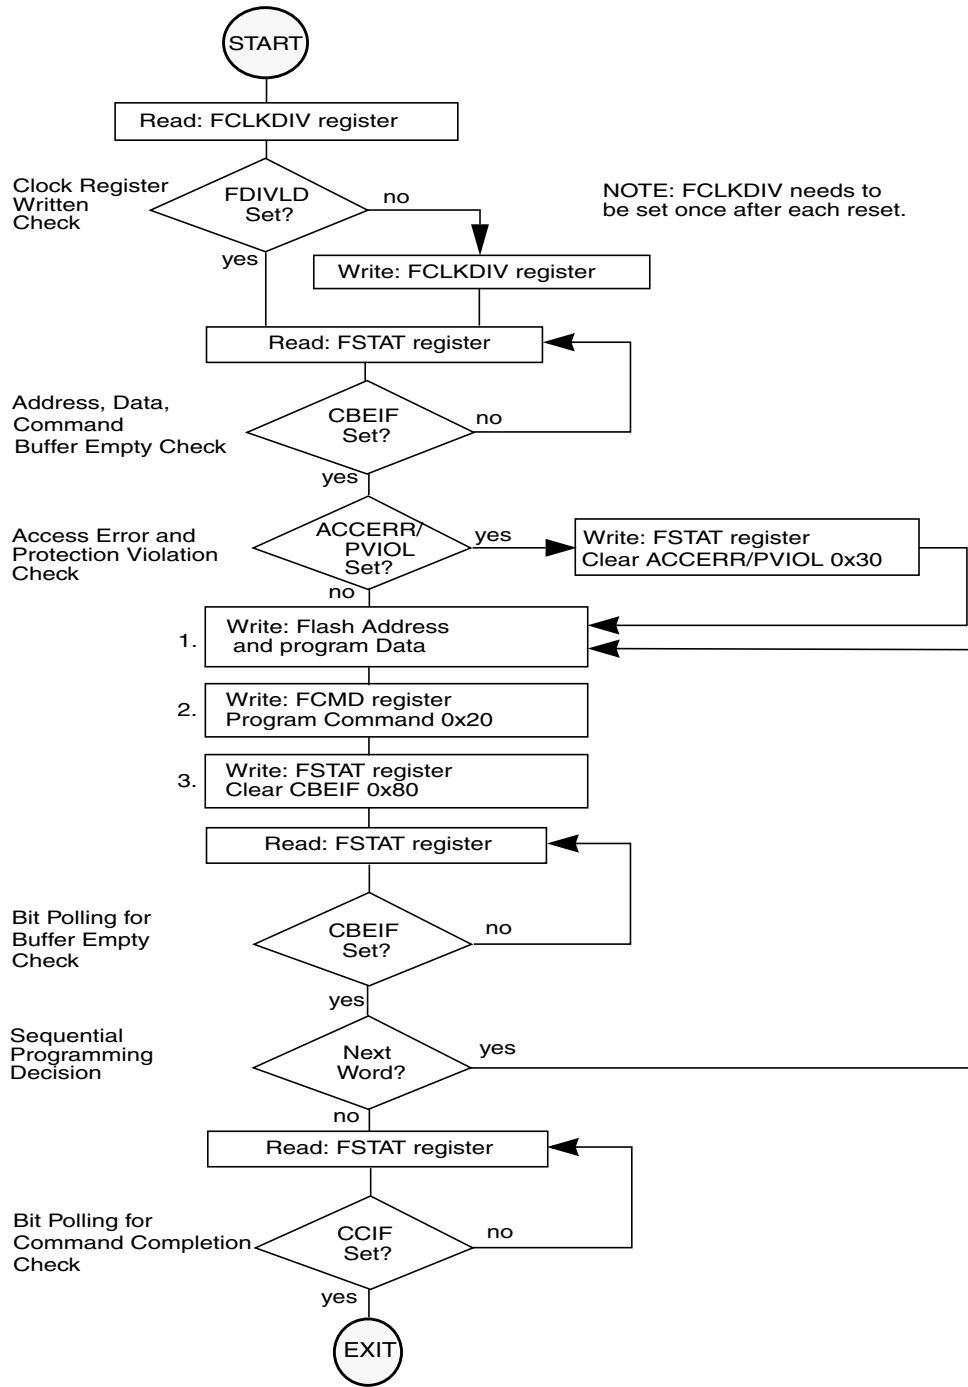 START
Read: FCLKDIV register
Clock Register
Written
Check
FDIVLD
Set?
no
yes
NOTE: FCLKDIV needs to
be set once after each reset.
Write: FCLKDIV register
Read: FSTAT register
Address, Data,
Command
Buffer Empty Check
CBEIF
Set?
no
yes
Access Error and
Protection Violation
Check
ACCERR/
PVIOL
Set?
yes
no
Write: FSTAT register
Clear ACCERR/PVIOL 0x30
1.
Write: Flash Address
and program Data
2.
Write: FCMD register
Program Command 0x20
3.
Write: FSTAT register
Clear CBEIF 0x80
Read: FSTAT register
Bit Polling for
Buffer Empty
Check
CBEIF
Set?
no
yes
Sequential
Programming
Decision
Next
Word?
yes
no
Read: FSTAT register
Bit Polling for
Command Completion
Check
CCIF
Set?
no
yes
EXIT